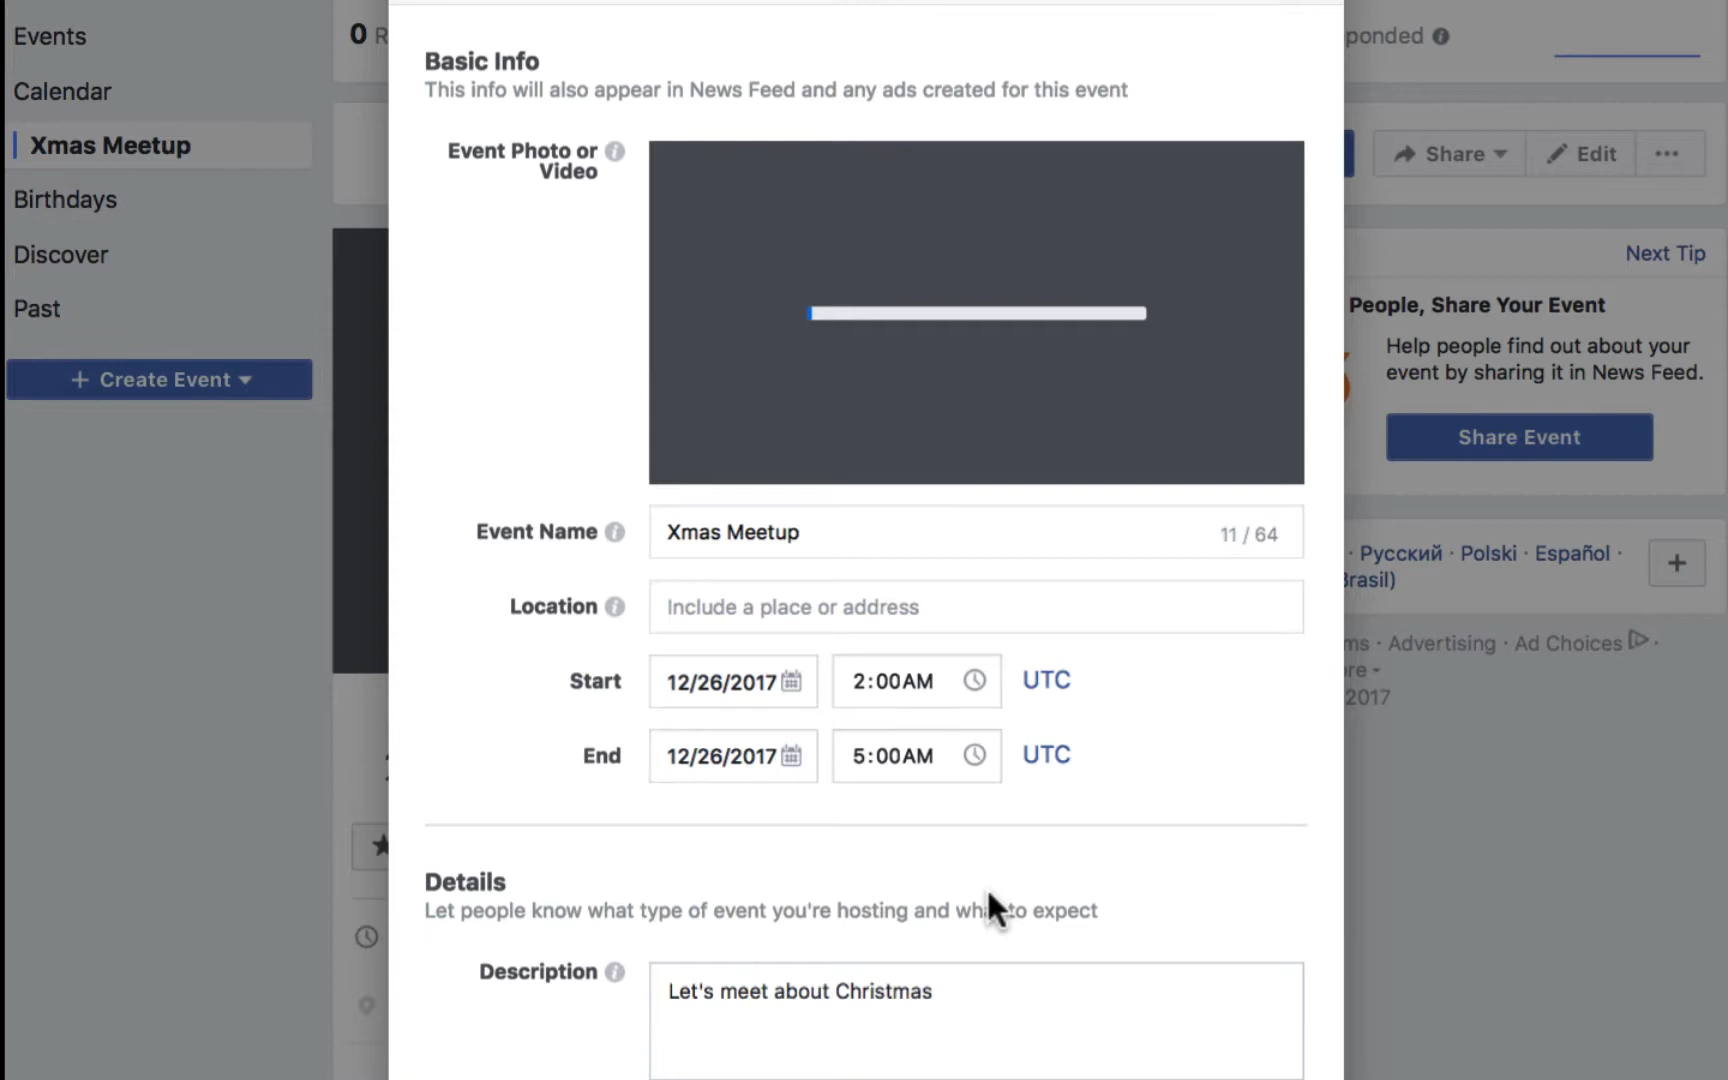 Events
Calendar
Xmas Meetup
Birthdays
Discover
Past
+ Create Event
0 R
Basic Info
This info will also appear in News Feed and any ads created for this event
Event Photo or
Video
Event Name
Xmas Meetup
11 / 64
Location
Include a place or address
Start
12/26/2017
2:00AM
UTC
End
12/26/2017
5:00AM
UTC
Details
Let people know what type of event you're hosting and what to expect
Description
Let's meet about Christmas
ponded
Share
Edit
Next Tip
People, Share Your Event
Help people find out about your
event by sharing it in News Feed.
Share Event
· Русский · Polski · Español ·
Brasil)
ms · Advertising · Ad Choices ·
re
2017